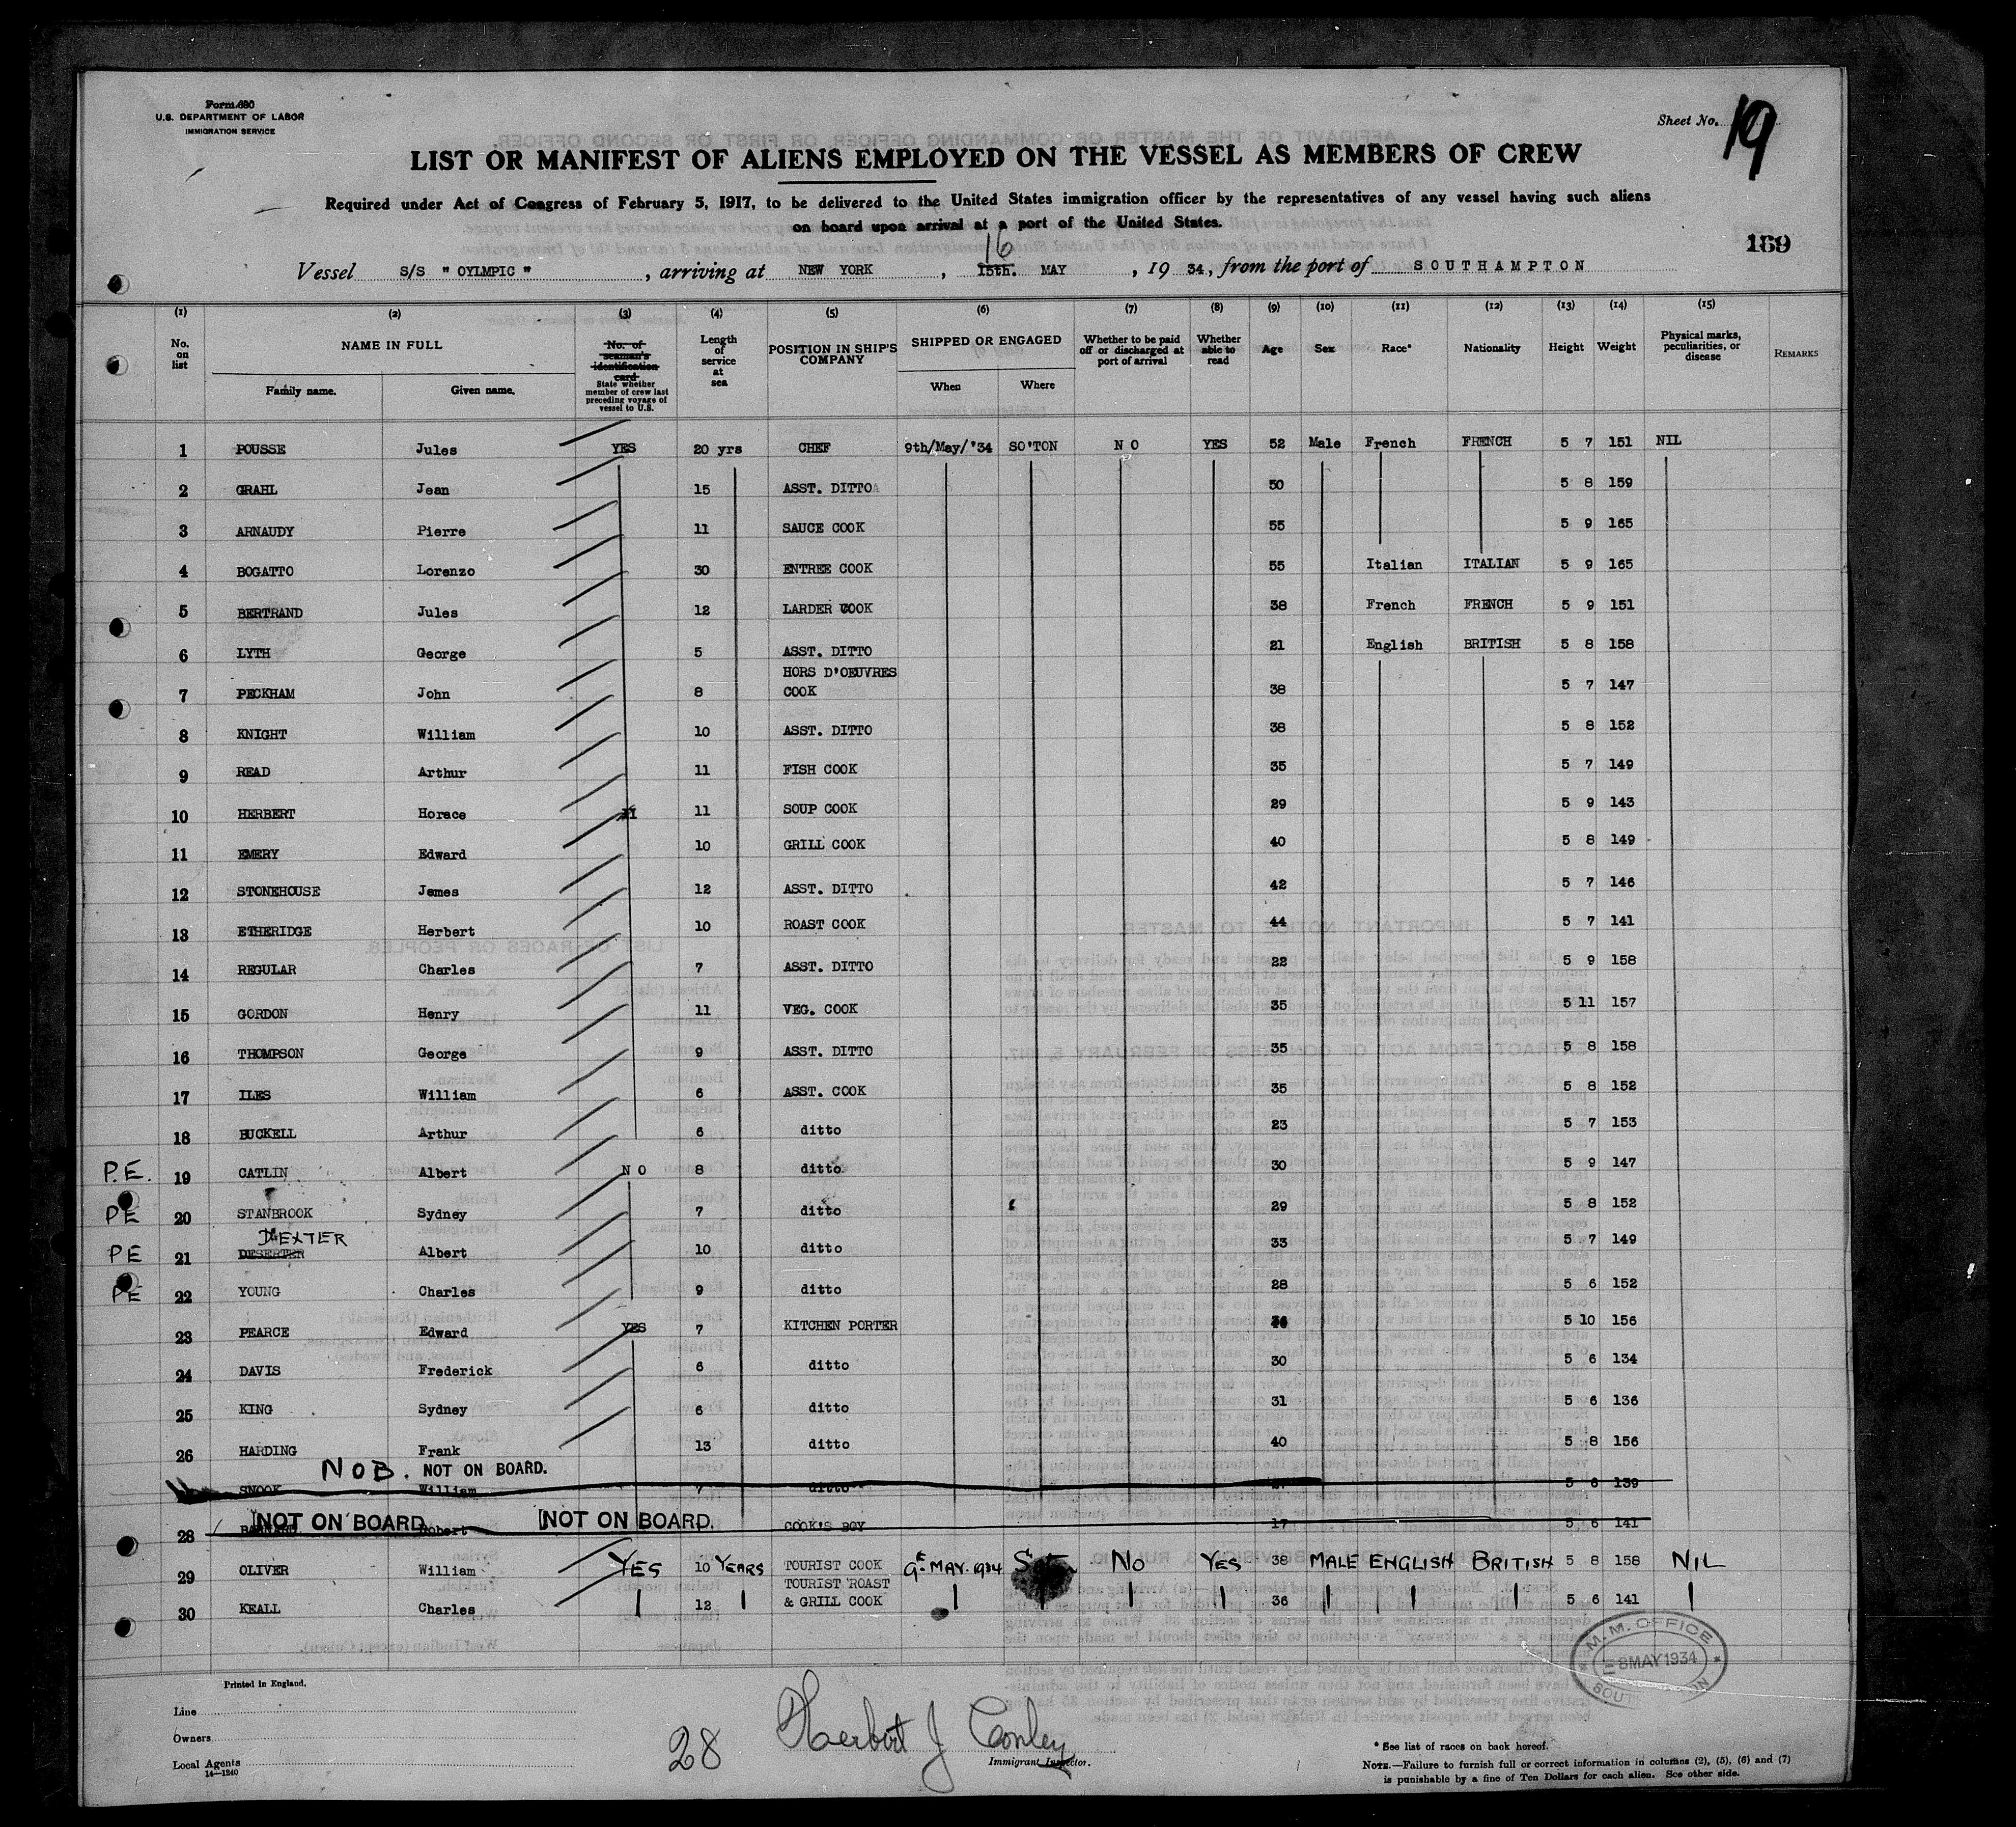 Form 680
U.S. DEPARTMENT OF LABOR
IMMIGRATION SERVICE
Sheet No. 19
LIST OR MANIFEST OF ALIENS EMPLOYED ON THE VESSEL AS MEMBERS OF CREW
Required under Act of Congress of February 5, 1917, to be delivered to the United States immigration officer by the representatives of any vessel having such aliens
on board upon arrival at a port of the United States.
169
16
Vessel S/S " OYLMPIC ", arriving at NEW YORK, 15th. MAY, 19 34, from the port of SOUTHAMPTON
(1) (2) (3) (4) (5) (6) (7) (8) (9) (10) (11) (12) (13) (14) (15)
No. on list
NAME IN FULL
Family name. Given name.
No. of seaman's identification card
State whether member of crew last preceding voyage of vessel to U.S.
Length of service at sea
POSITION IN SHIP'S COMPANY
SHIPPED OR ENGAGED
When Where
Whether to be paid off or discharged at port of arrival
Whether able to read
Age Sex Race* Nationality Height Weight
Physical marks, peculiarities, or disease
REMARKS
1 POUSSE Jules YES 20 yrs CHEF 9th/May/'34 SO'TON N O YES 52 Male French FRENCH 5 7 151 NIL
2 GRAHL Jean 15 ASST. DITTO 50 5 8 159
3 ARNAUDY Pierre 11 SAUCE COOK 55 5 9 165
4 BOGATTO Lorenzo 30 ENTREE COOK 55 Italian ITALIAN 5 9 165
5 BERTRAND Jules 12 LARDER COOK 38 French FRENCH 5 9 151
6 LYTH George 5 ASST. DITTO 21 English BRITISH 5 8 158
7 PECKHAM John 8 HORS D'OEUVRES COOK 38 5 7 147
8 KNIGHT William 10 ASST. DITTO 38 5 8 152
9 READ Arthur 11 FISH COOK 35 5 7 149
10 HERBERT Horace 11 SOUP COOK 29 5 9 143
11 EMERY Edward 10 GRILL COOK 40 5 8 149
12 STONEHOUSE James 12 ASST. DITTO 42 5 7 146
13 ETHERIDGE Herbert 10 ROAST COOK 44 5 7 141
14 REGULAR Charles 7 ASST. DITTO 22 5 9 158
15 GORDON Henry 11 VEG. COOK 35 5 11 157
16 THOMPSON George 9 ASST. DITTO 35 5 8 158
17 ILES William 6 ASST. COOK 35 5 8 152
18 BUCKELL Arthur 6 ditto 23 5 7 153
P.E. 19 CATLIN Albert N O 8 ditto 30 5 9 147
PE 20 STANBROOK Sydney 7 ditto 29 5 8 152
DEXTER
PE 21 DESERTER Albert 10 ditto 33 5 7 149
PE 22 YOUNG Charles 9 ditto 28 5 6 152
23 PEARCE Edward YES 7 KITCHEN PORTER 5 10 156
24 DAVIS Frederick 6 ditto 30 5 6 134
25 KING Sydney 6 ditto 31 5 6 136
26 HARDING Frank 13 ditto 40 5 8 156
NOB. NOT ON BOARD.
SNOOK William 7 ditto 5 6 139
NOT ON BOARD NOT ON BOARD.
28 Robert COOK'S BOY 17 5 6 141
29 OLIVER William YES 10 YEARS TOURIST COOK 9th MAY. 1934 NO YES 38 MALE ENGLISH BRITISH 5 8 158 NIL
30 KEALL Charles 12 TOURIST ROAST & GRILL COOK 36 5 6 141
M. M. OFFICE
8 MAY 1934
Printed in England.
Line
Owners
Local Agents
14—1240
28
Herbert J Conley
Immigrant Inspector.
* See list of races on back hereof.
NOTE.—Failure to furnish full or correct information in columns (2), (5), (6) and (7)
is punishable by a fine of Ten Dollars for each alien. See other side.